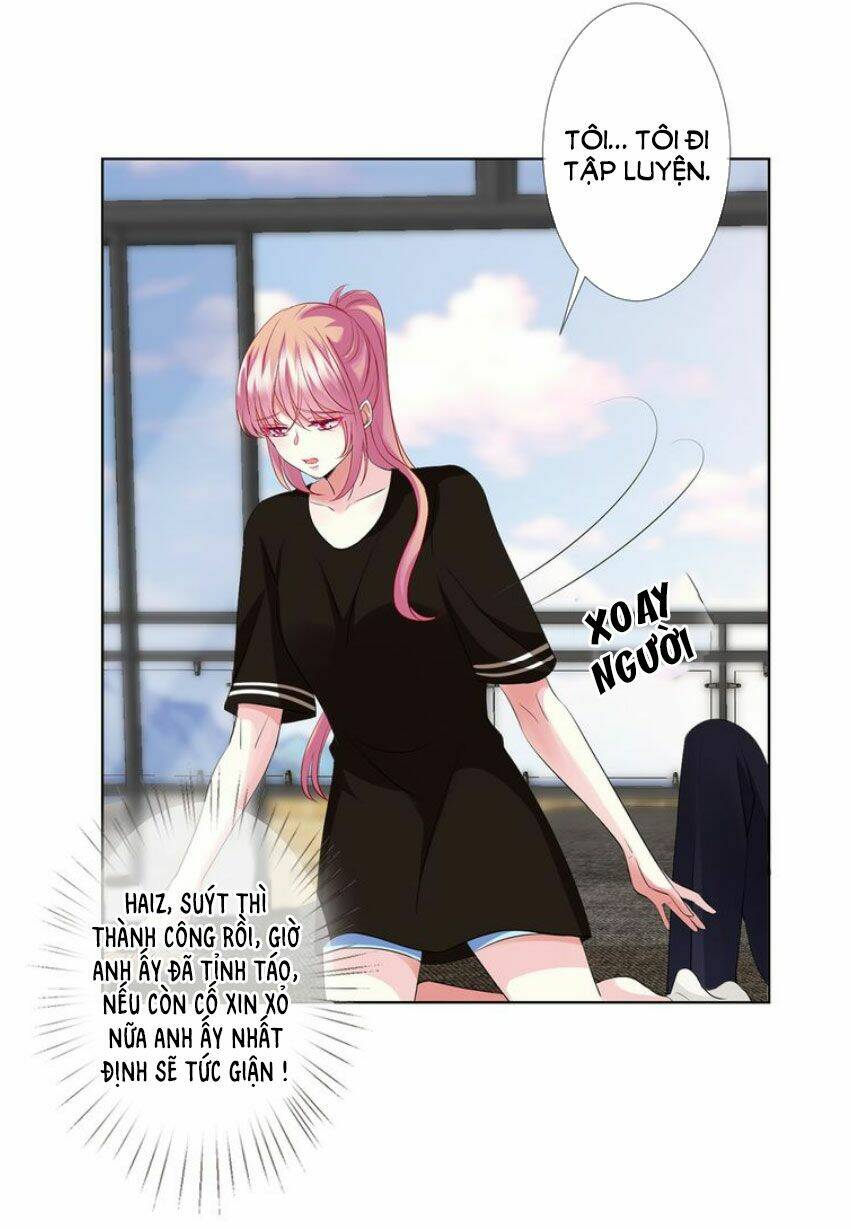 TÔI... TÔI ĐI
TẬP LUYỆN.
XOAY
NGƯỜI
HAIZ, SUÝT THÌ
THÀNH CÔNG RỒI, GIỜ
ANH ẤY ĐÃ TỈNH TÁO,
NẾU CÒN CỐ XIN XỎ
NỮA ANH ẤY NHẤT
ĐỊNH SẼ TỨC GIẬN !